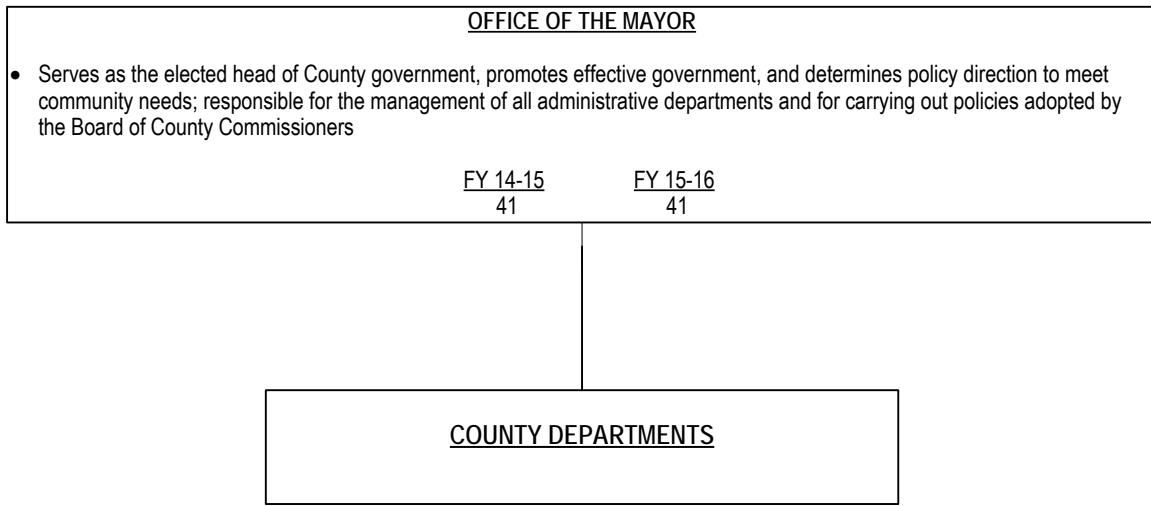 OFFICE OF THE MAYOR
• Serves as the elected head of County government, promotes effective government, and determines policy direction to meet
community needs; responsible for the management of all administrative departments and for carrying out policies adopted by
the Board of County Commissioners
FY 14-15 FY 15-16
41 41
COUNTY DEPARTMENTS